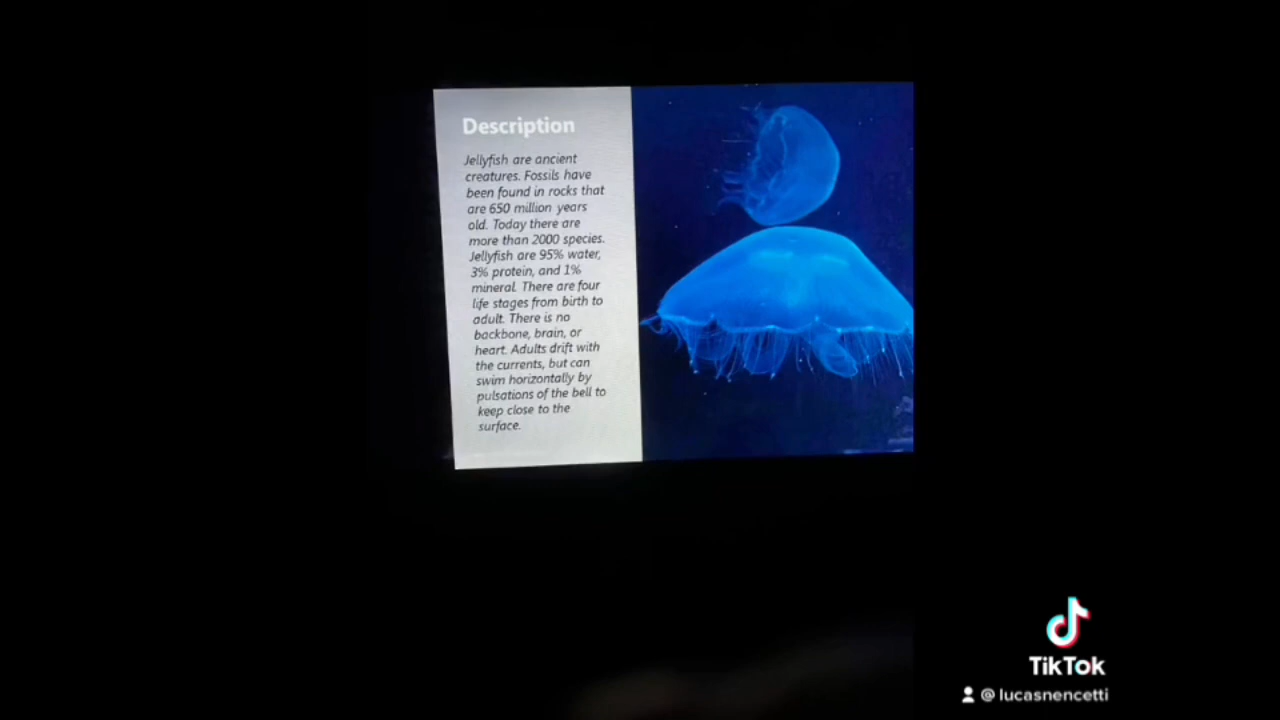 Description
Jellyfish are ancient
creatures. Fossils have
been found in rocks that
are 650 million years
old. Today there are
more than 2000 species.
Jellyfish are 95% water,
3% protein, and 1%
mineral. There are four
life stages from birth to
adult. There is no
backbone, brain, or
heart. Adults drift with
the currents, but can
swim horizontally by
pulsations of the bell to
keep close to the
surface.
TikTok
@lucasnencetti